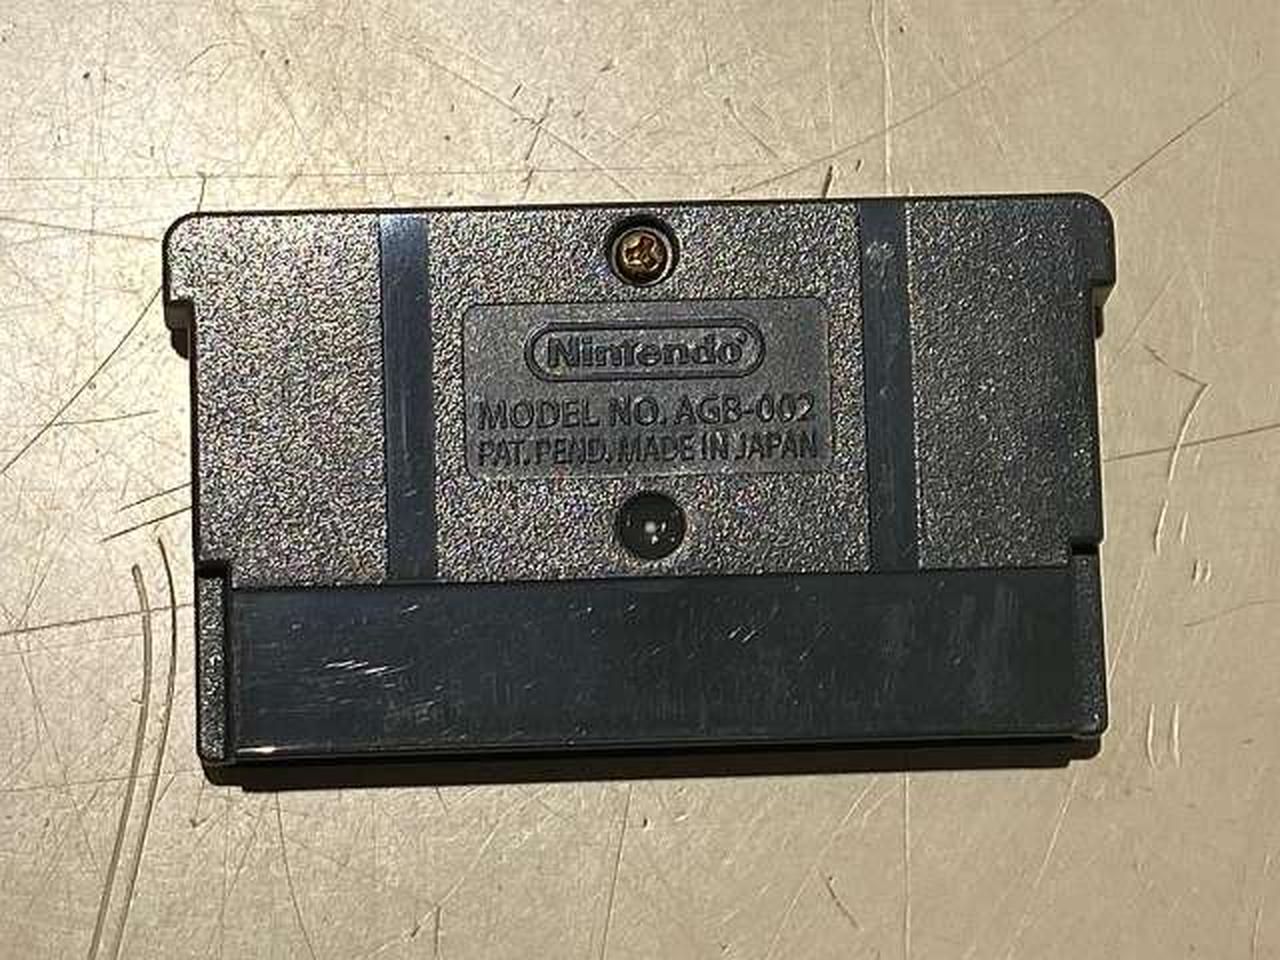 Nintendo®
MODEL NO. AGB-002
PAT. PEND. MADE IN JAPAN